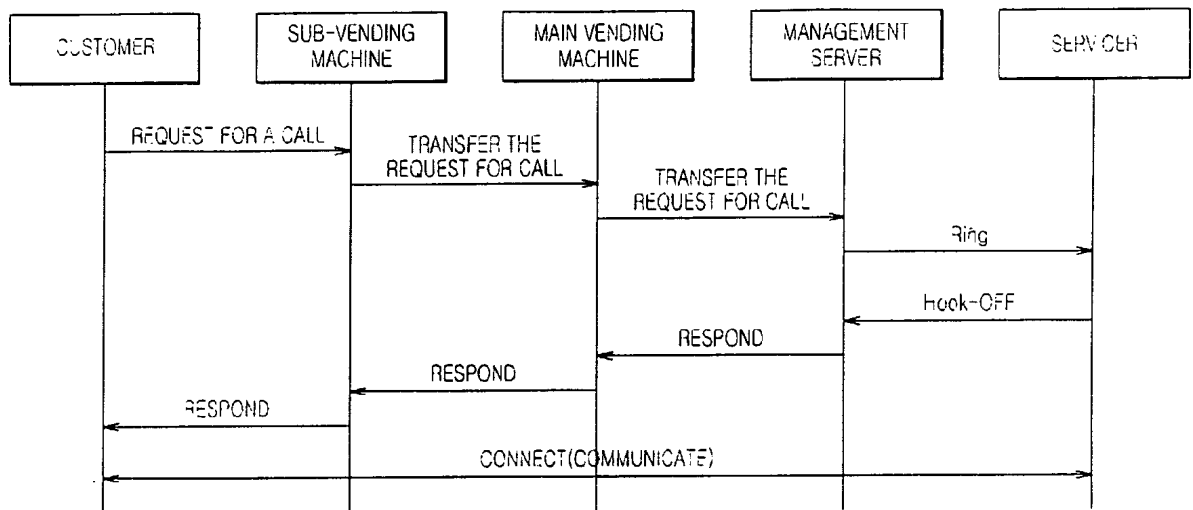 CUSTOMER
SUB-VENDING
MACHINE
MAIN VENDING
MACHINE
MANAGEMENT
SERVER
SERVICER
REQUEST FOR A CALL
TRANSFER THE
REQUEST FOR CALL
TRANSFER THE
REQUEST FOR CALL
Ring
Hook-OFF
RESPOND
RESPOND
RESPOND
CONNECT(COMMUNICATE)